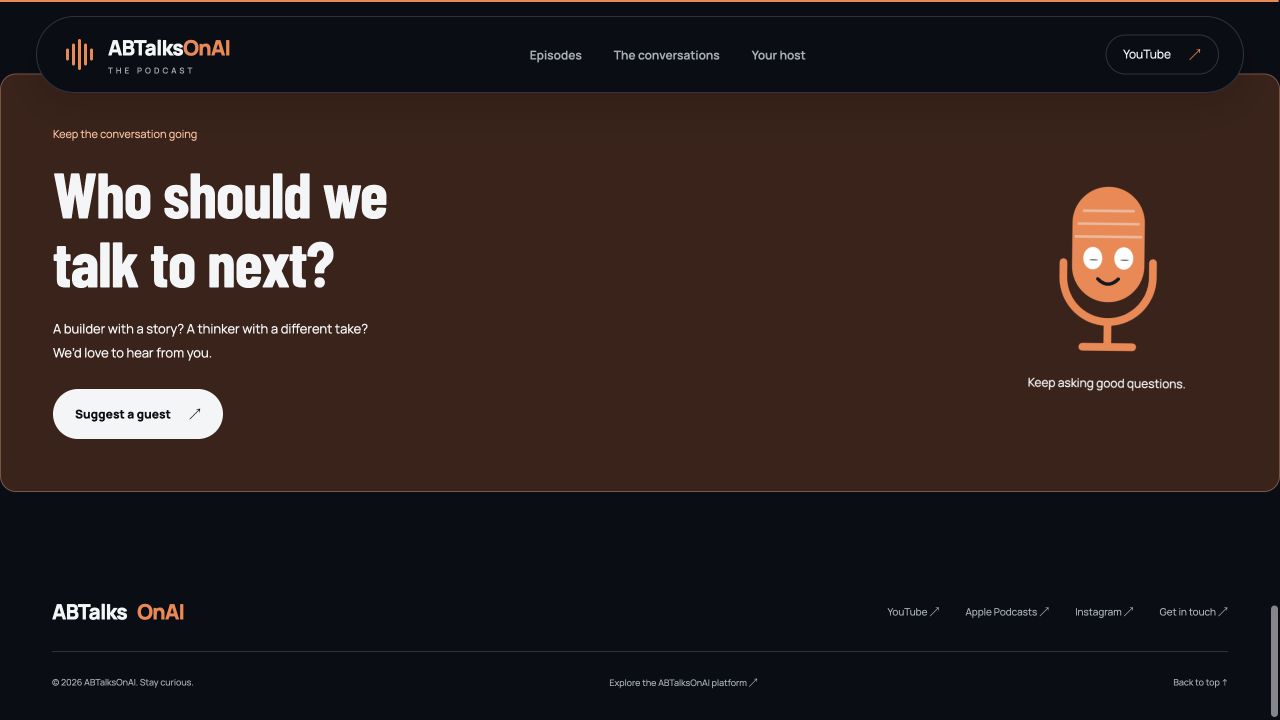 ABTalksOnAI
THE PODCAST
Episodes
The conversations
Your host
YouTube ↗
Keep the conversation going
Who should we
talk to next?
A builder with a story? A thinker with a different take?
We'd love to hear from you.
Suggest a guest ↗
Keep asking good questions.
ABTalks OnAI
YouTube ↗
Apple Podcasts ↗
Instagram ↗
Get in touch ↗
© 2026 ABTalksOnAI. Stay curious.
Explore the ABTalksOnAI platform ↗
Back to top ↑